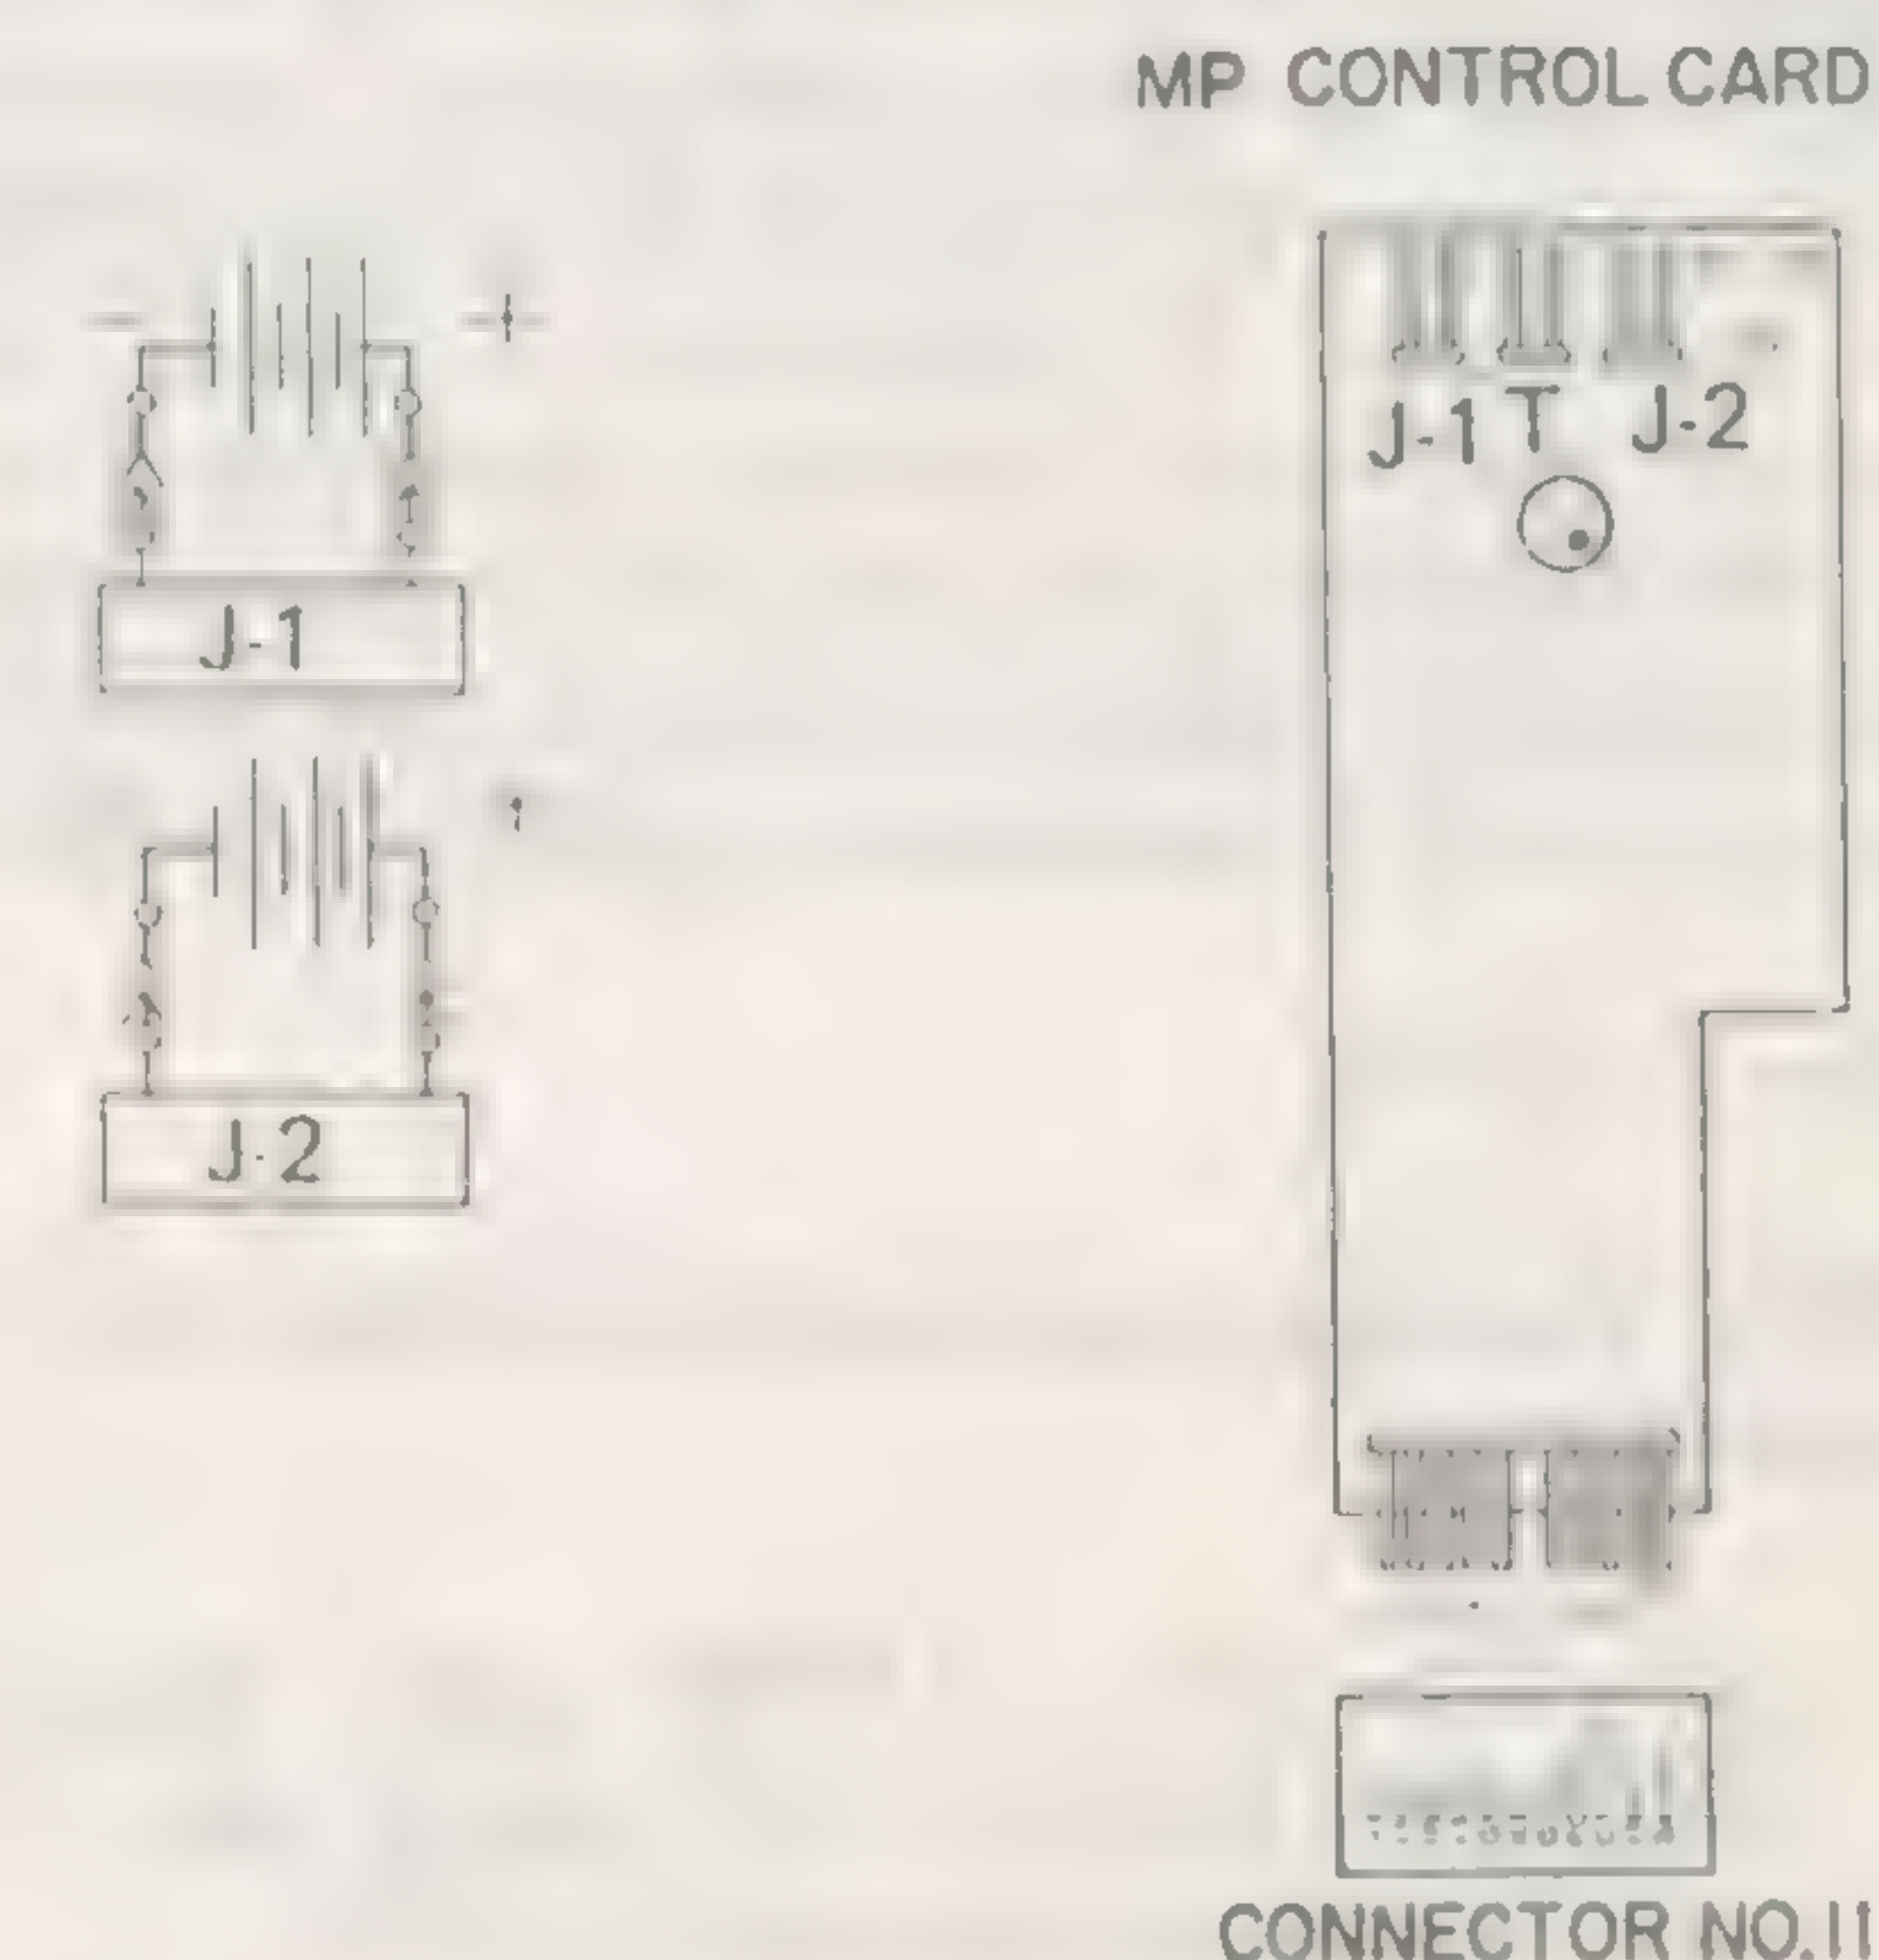 MP CONTROL CARD
- +
J-1 T J-2
J-1
J-2
CONNECTOR NO.11